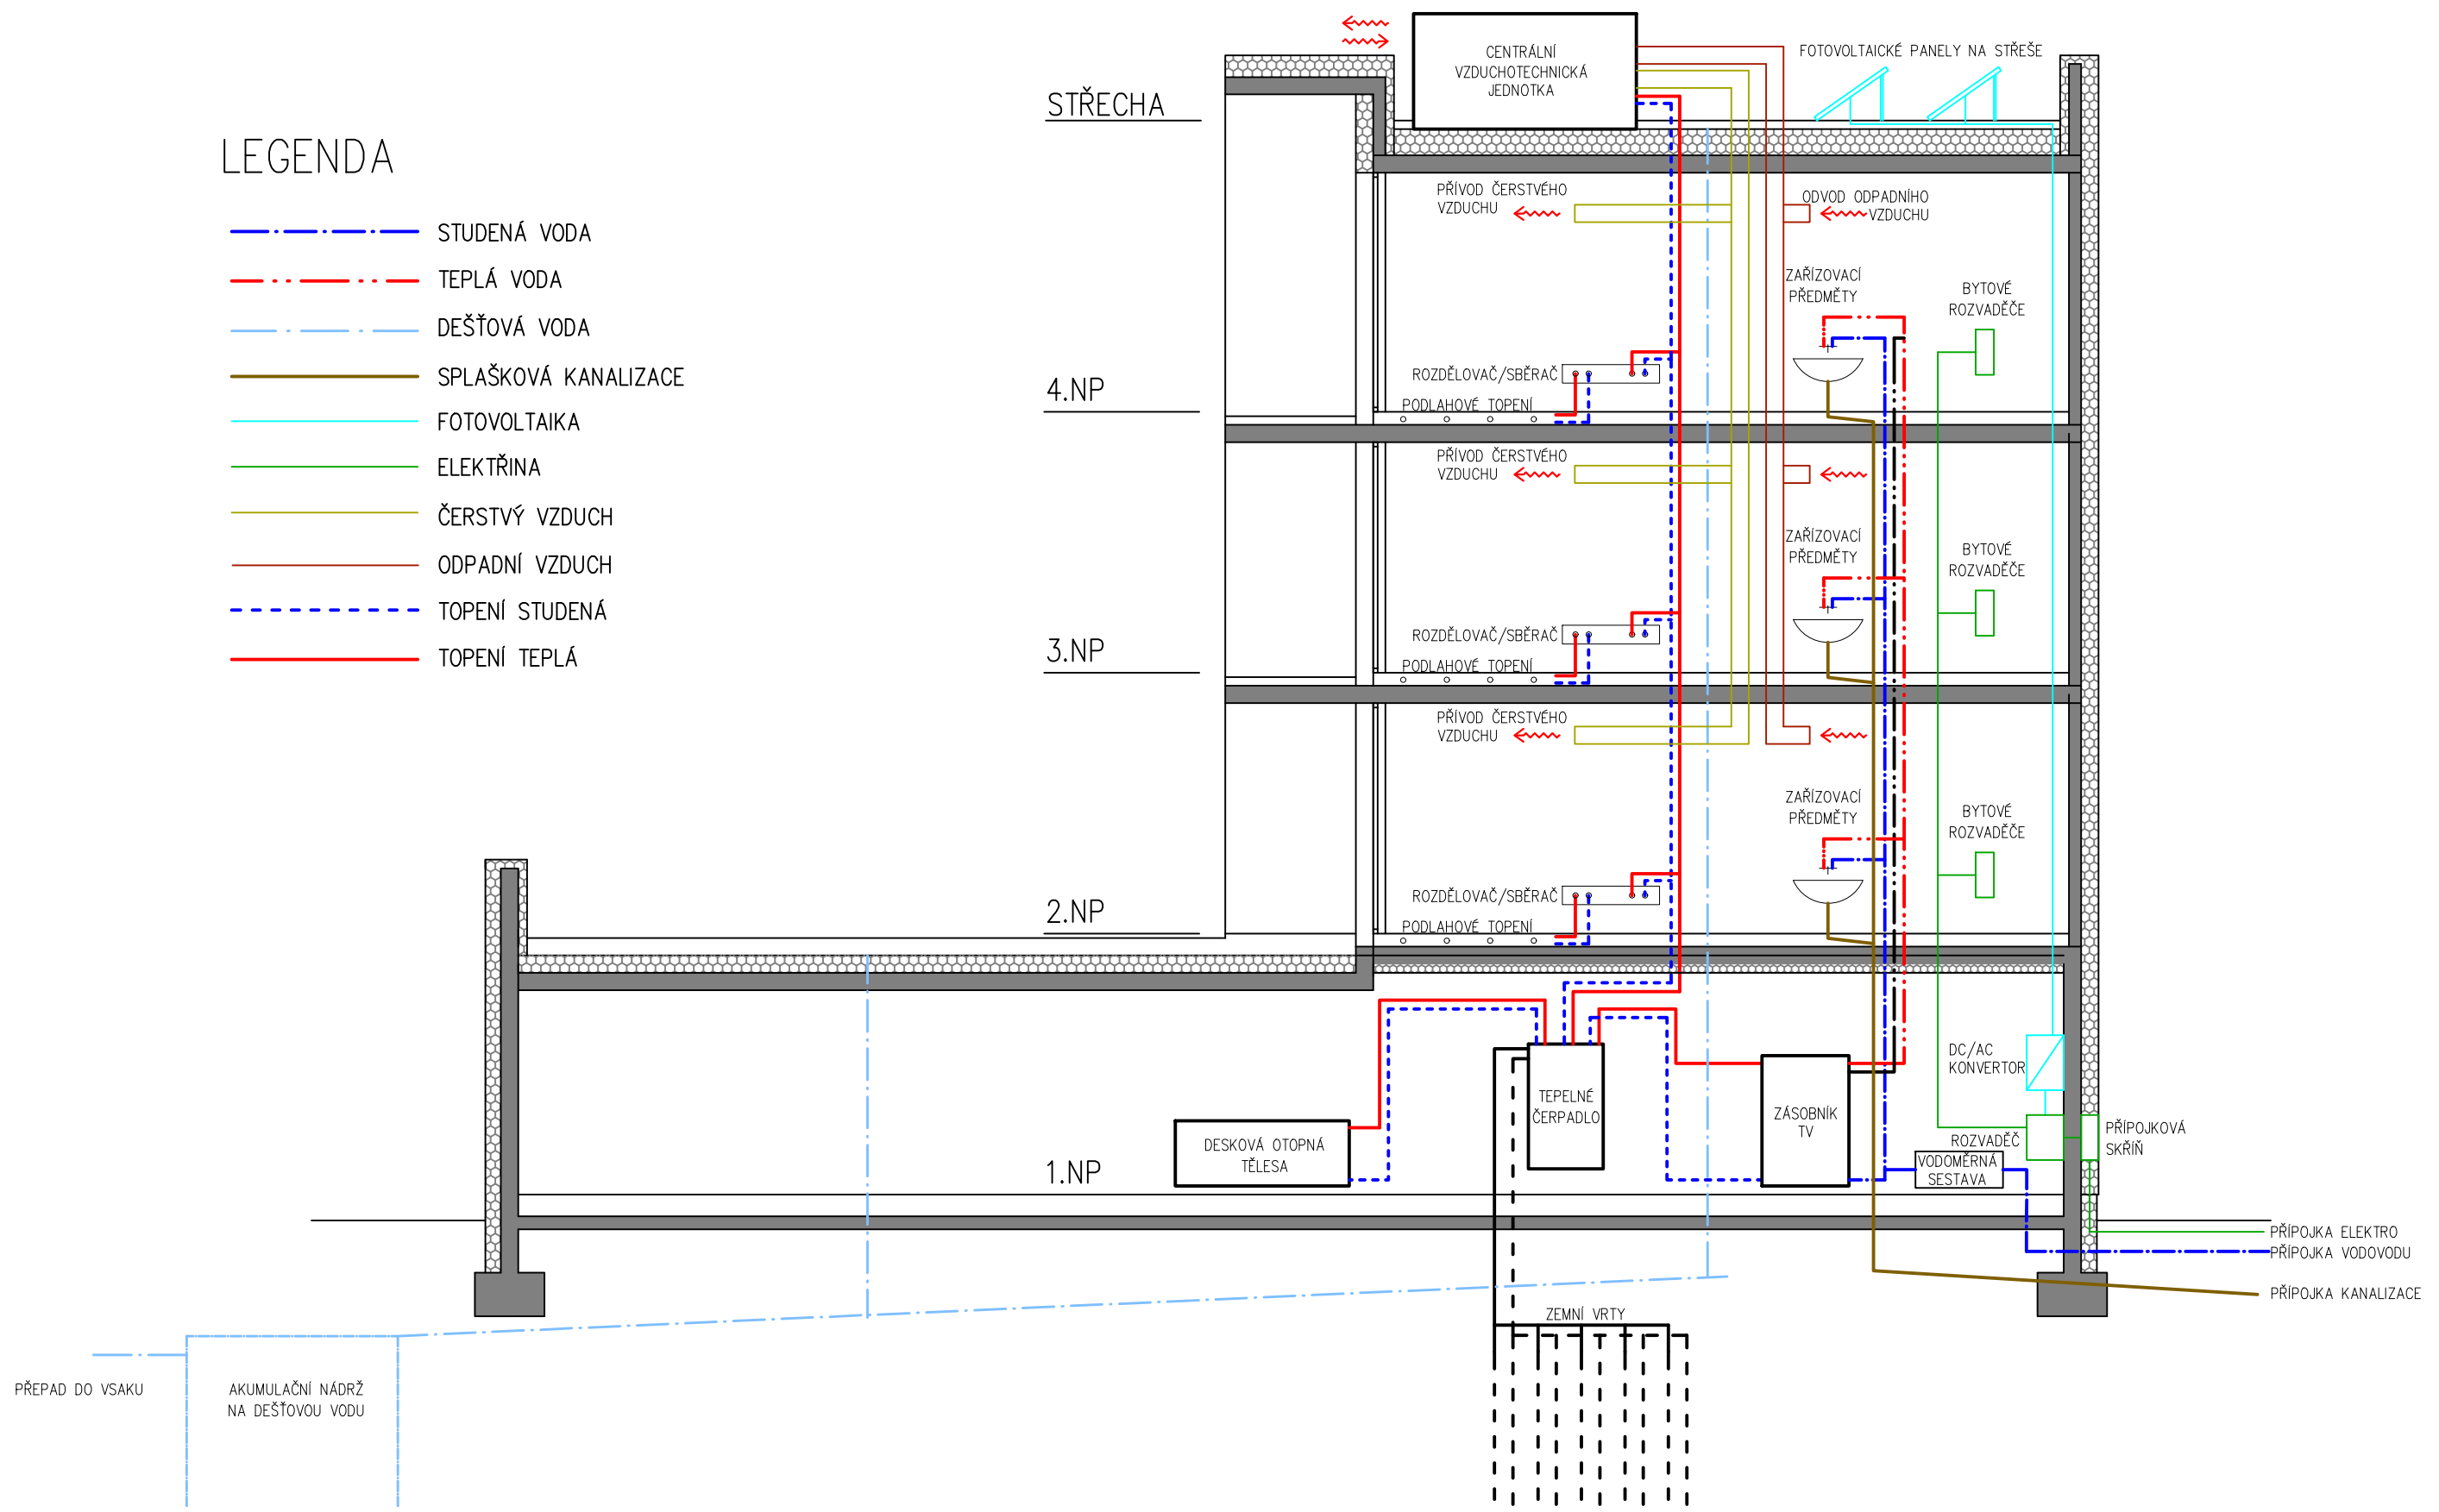 LEGENDA
STUDENÁ VODA
TEPLÁ VODA
DEŠŤOVÁ VODA
SPLAŠKOVÁ KANALIZACE
FOTOVOLTAIKA
ELEKTŘINA
ČERSTVÝ VZDUCH
ODPADNÍ VZDUCH
TOPENÍ STUDENÁ
TOPENÍ TEPLÁ
STŘECHA
CENTRÁLNÍ
VZDUCHOTECHNICKÁ
JEDNOTKA
FOTOVOLTAICKÉ PANELY NA STŘEŠE
PŘÍVOD ČERSTVÉHO
VZDUCHU
ODVOD ODPADNÍHO
VZDUCHU
ZAŘÍZOVACÍ
PŘEDMĚTY
BYTOVÉ
ROZVADĚČE
4.NP
ROZDĚLOVAČ/SBĚRAČ
PODLAHOVÉ TOPENÍ
PŘÍVOD ČERSTVÉHO
VZDUCHU
ZAŘÍZOVACÍ
PŘEDMĚTY
BYTOVÉ
ROZVADĚČE
3.NP
ROZDĚLOVAČ/SBĚRAČ
PODLAHOVÉ TOPENÍ
PŘÍVOD ČERSTVÉHO
VZDUCHU
ZAŘÍZOVACÍ
PŘEDMĚTY
BYTOVÉ
ROZVADĚČE
2.NP
ROZDĚLOVAČ/SBĚRAČ
PODLAHOVÉ TOPENÍ
1.NP
DESKOVÁ OTOPNÁ
TĚLESA
TEPELNÉ
ČERPADLO
ZÁSOBNÍK
TV
DC/AC
KONVERTOR
ROZVADĚČ
VODOMĚRNÁ
SESTAVA
PŘÍPOJKOVÁ
SKŘÍŇ
PŘÍPOJKA ELEKTRO
PŘÍPOJKA VODOVODU
PŘÍPOJKA KANALIZACE
ZEMNÍ VRTY
PŘEPAD DO VSAKU
AKUMULAČNÍ NÁDRŽ
NA DEŠŤOVOU VODU